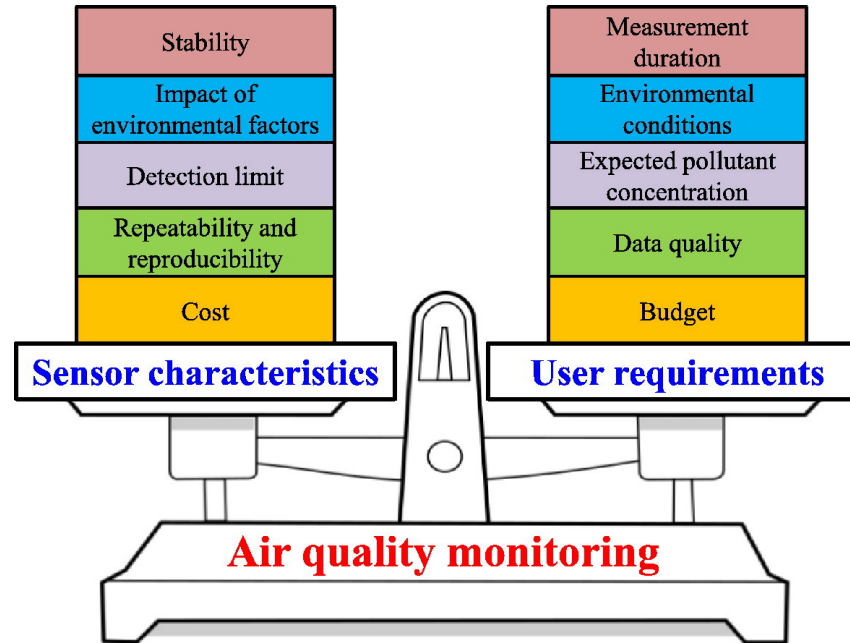 Stability
Impact of
environmental factors
Detection limit
Repeatability and
reproducibility
Cost
Sensor characteristics
Measurement
duration
Environmental
conditions
Expected pollutant
concentration
Data quality
Budget
User requirements
Air quality monitoring